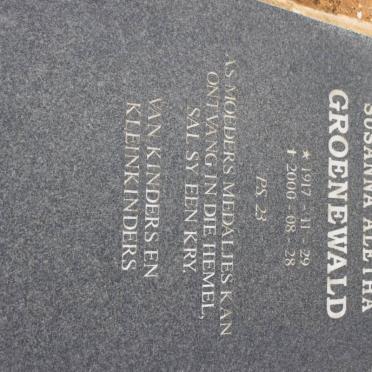 SUSANNA ALETHA
GROENEWALD
★ 1917 - 11 - 29
✝ 2000 - 08 - 28
PS. 23
AS MOEDERS MEDALJES KAN
ONTVANG IN DIE HEMEL,
SAL SY EEN KRY.
VAN KINDERS EN
KLEINKINDERS